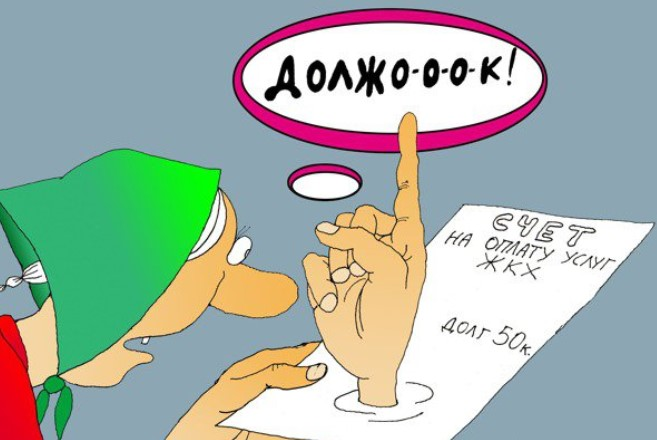 ДОЛЖО-О-О-К!
СЧЕТ
НА ОПЛАТУ УСЛУГ
ЖКХ
ДОЛГ 50к.